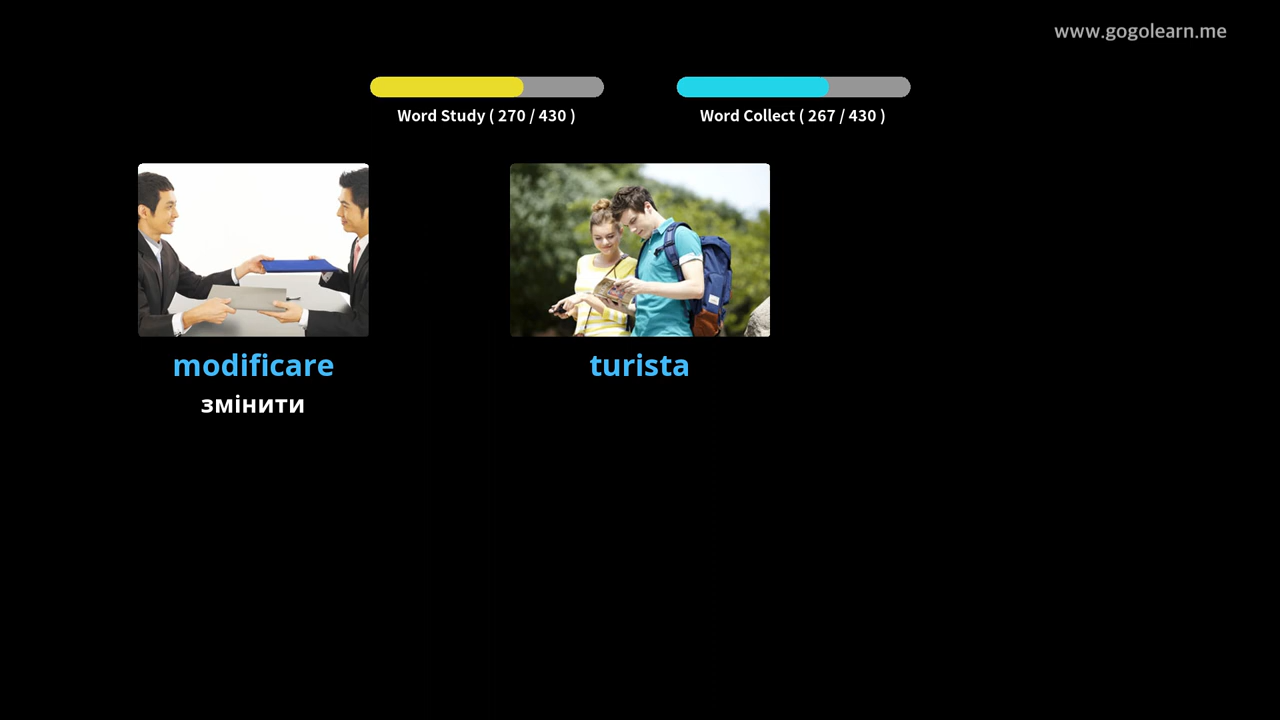 www.gogolearn.me
Word Study ( 270 / 430 )
Word Collect ( 267 / 430 )
modificare
turista
змінити